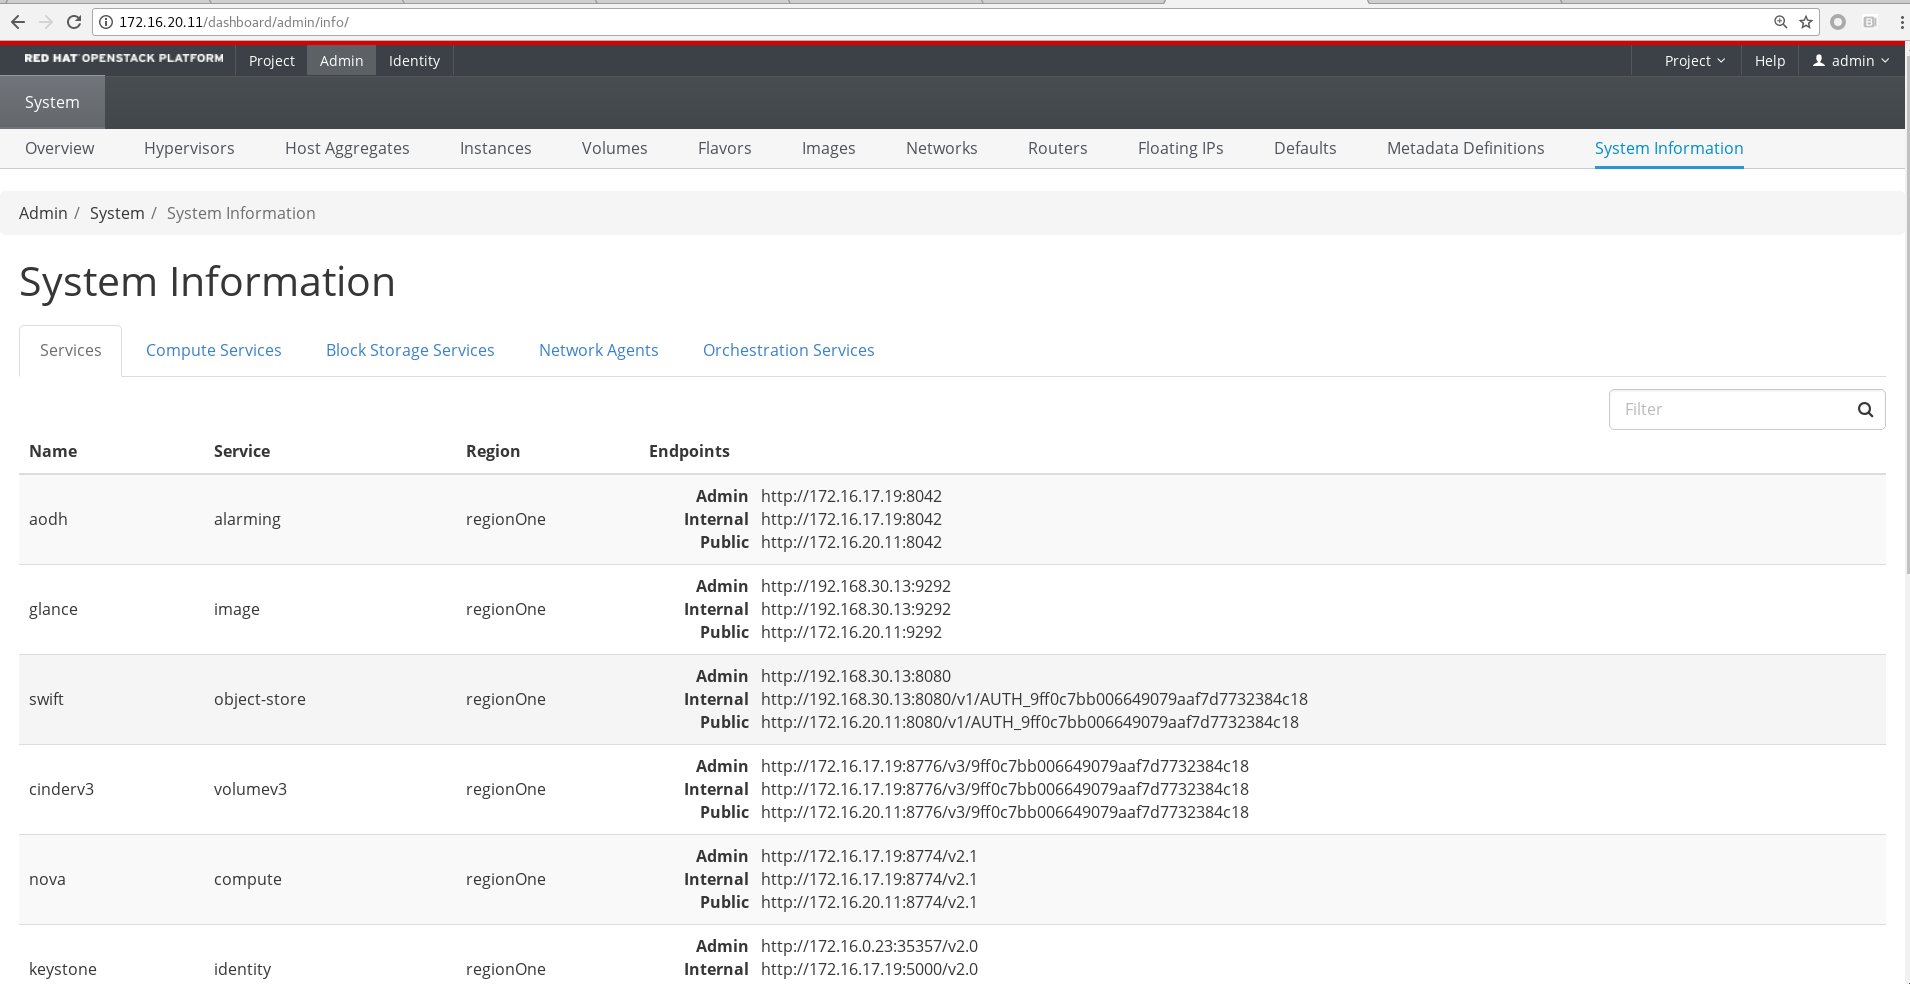 172.16.20.11/dashboard/admin/info/
RED HAT OPENSTACK PLATFORM Project Admin Identity Project Help admin
System
Overview Hypervisors Host Aggregates Instances Volumes Flavors Images Networks Routers Floating IPs Defaults Metadata Definitions System Information
Admin / System / System Information
System Information
Services Compute Services Block Storage Services Network Agents Orchestration Services
Filter
Name Service Region Endpoints
Admin http://172.16.17.19:8042
aodh alarming regionOne Internal http://172.16.17.19:8042
Public http://172.16.20.11:8042
Admin http://192.168.30.13:9292
glance image regionOne Internal http://192.168.30.13:9292
Public http://172.16.20.11:9292
Admin http://192.168.30.13:8080
swift object-store regionOne Internal http://192.168.30.13:8080/v1/AUTH_9ff0c7bb006649079aaf7d7732384c18
Public http://172.16.20.11:8080/v1/AUTH_9ff0c7bb006649079aaf7d7732384c18
Admin http://172.16.17.19:8776/v3/9ff0c7bb006649079aaf7d7732384c18
cinderv3 volumev3 regionOne Internal http://172.16.17.19:8776/v3/9ff0c7bb006649079aaf7d7732384c18
Public http://172.16.20.11:8776/v3/9ff0c7bb006649079aaf7d7732384c18
Admin http://172.16.17.19:8774/v2.1
nova compute regionOne Internal http://172.16.17.19:8774/v2.1
Public http://172.16.20.11:8774/v2.1
Admin http://172.16.0.23:35357/v2.0
keystone identity regionOne Internal http://172.16.17.19:5000/v2.0